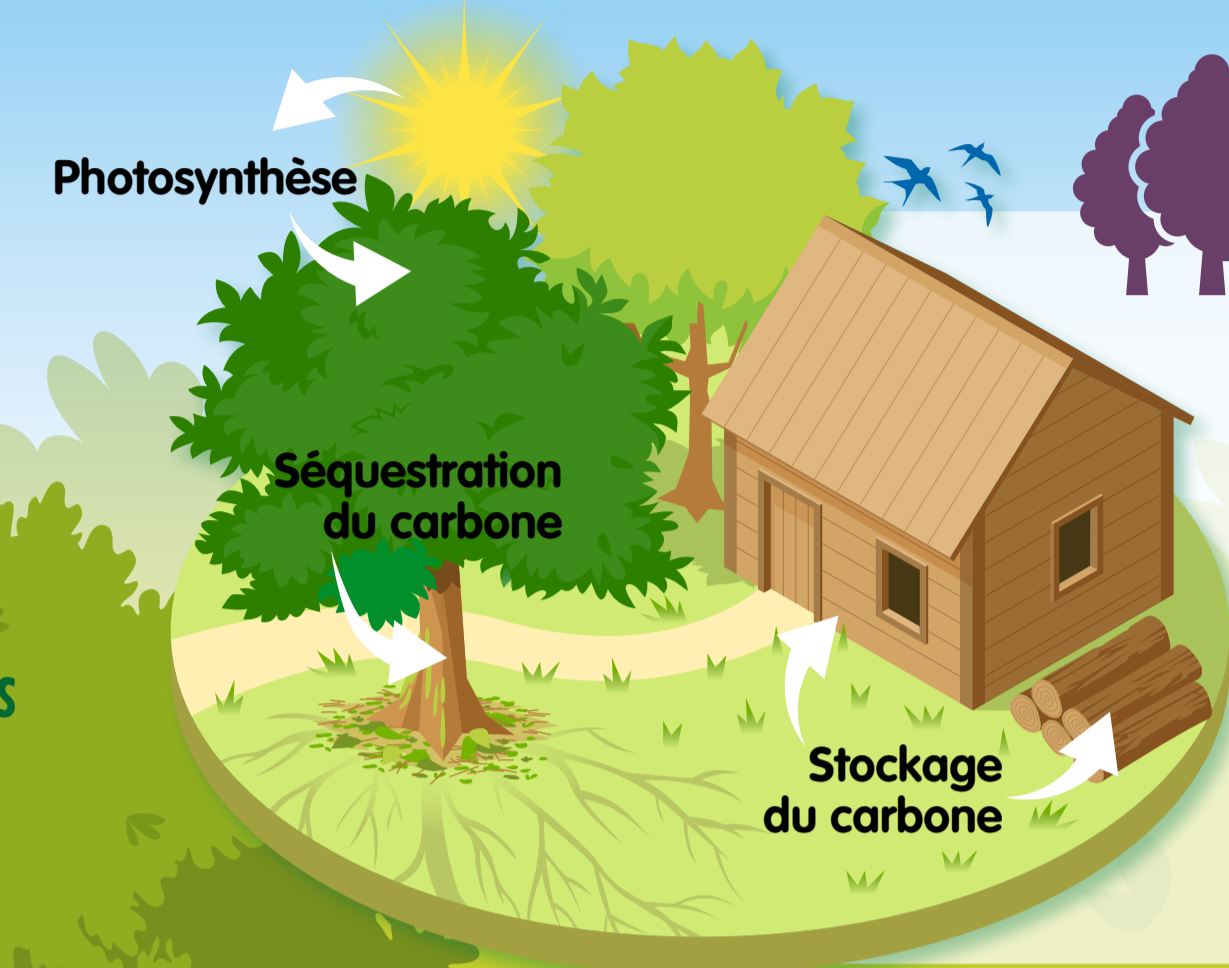 Photosynthèse
Séquestration
du carbone
Stockage
du carbone